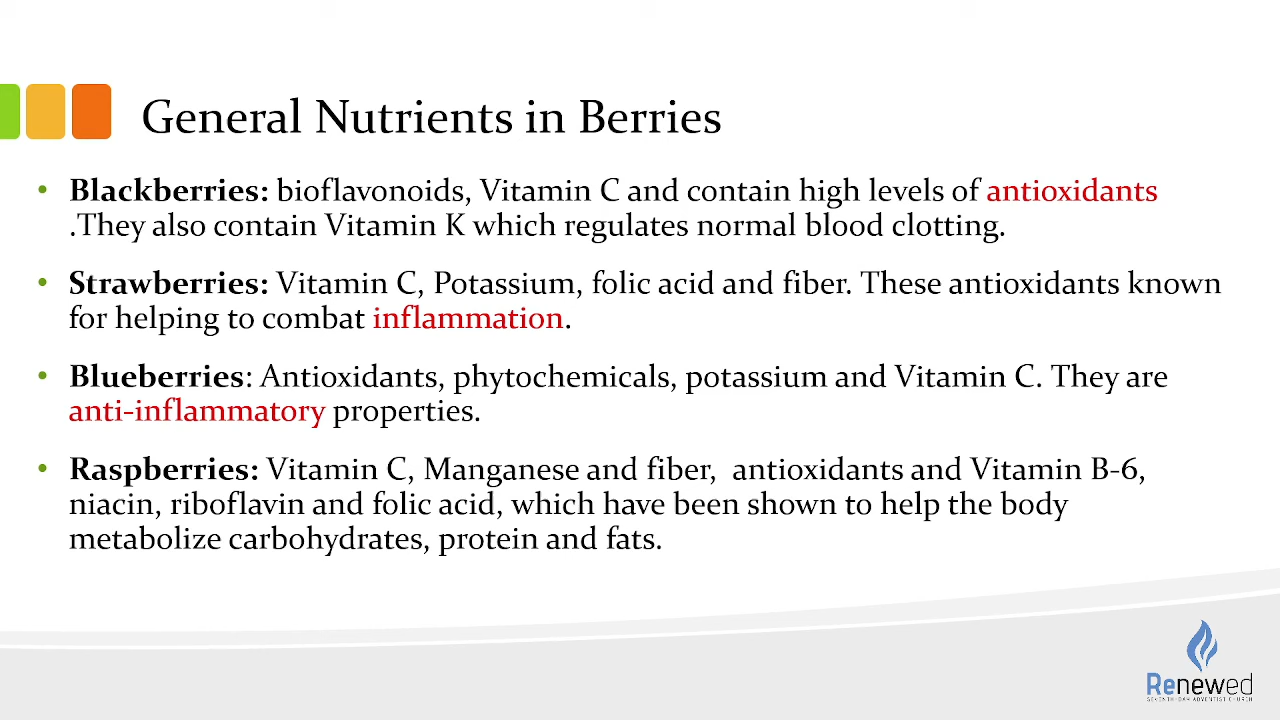 General Nutrients in Berries
• Blackberries: bioflavonoids, Vitamin C and contain high levels of antioxidants
.They also contain Vitamin K which regulates normal blood clotting.
• Strawberries: Vitamin C, Potassium, folic acid and fiber. These antioxidants known
for helping to combat inflammation.
• Blueberries: Antioxidants, phytochemicals, potassium and Vitamin C. They are
anti-inflammatory properties.
• Raspberries: Vitamin C, Manganese and fiber,  antioxidants and Vitamin B-6,
niacin, riboflavin and folic acid, which have been shown to help the body
metabolize carbohydrates, protein and fats.
Renewed
SEVENTH-DAY ADVENTIST CHURCH